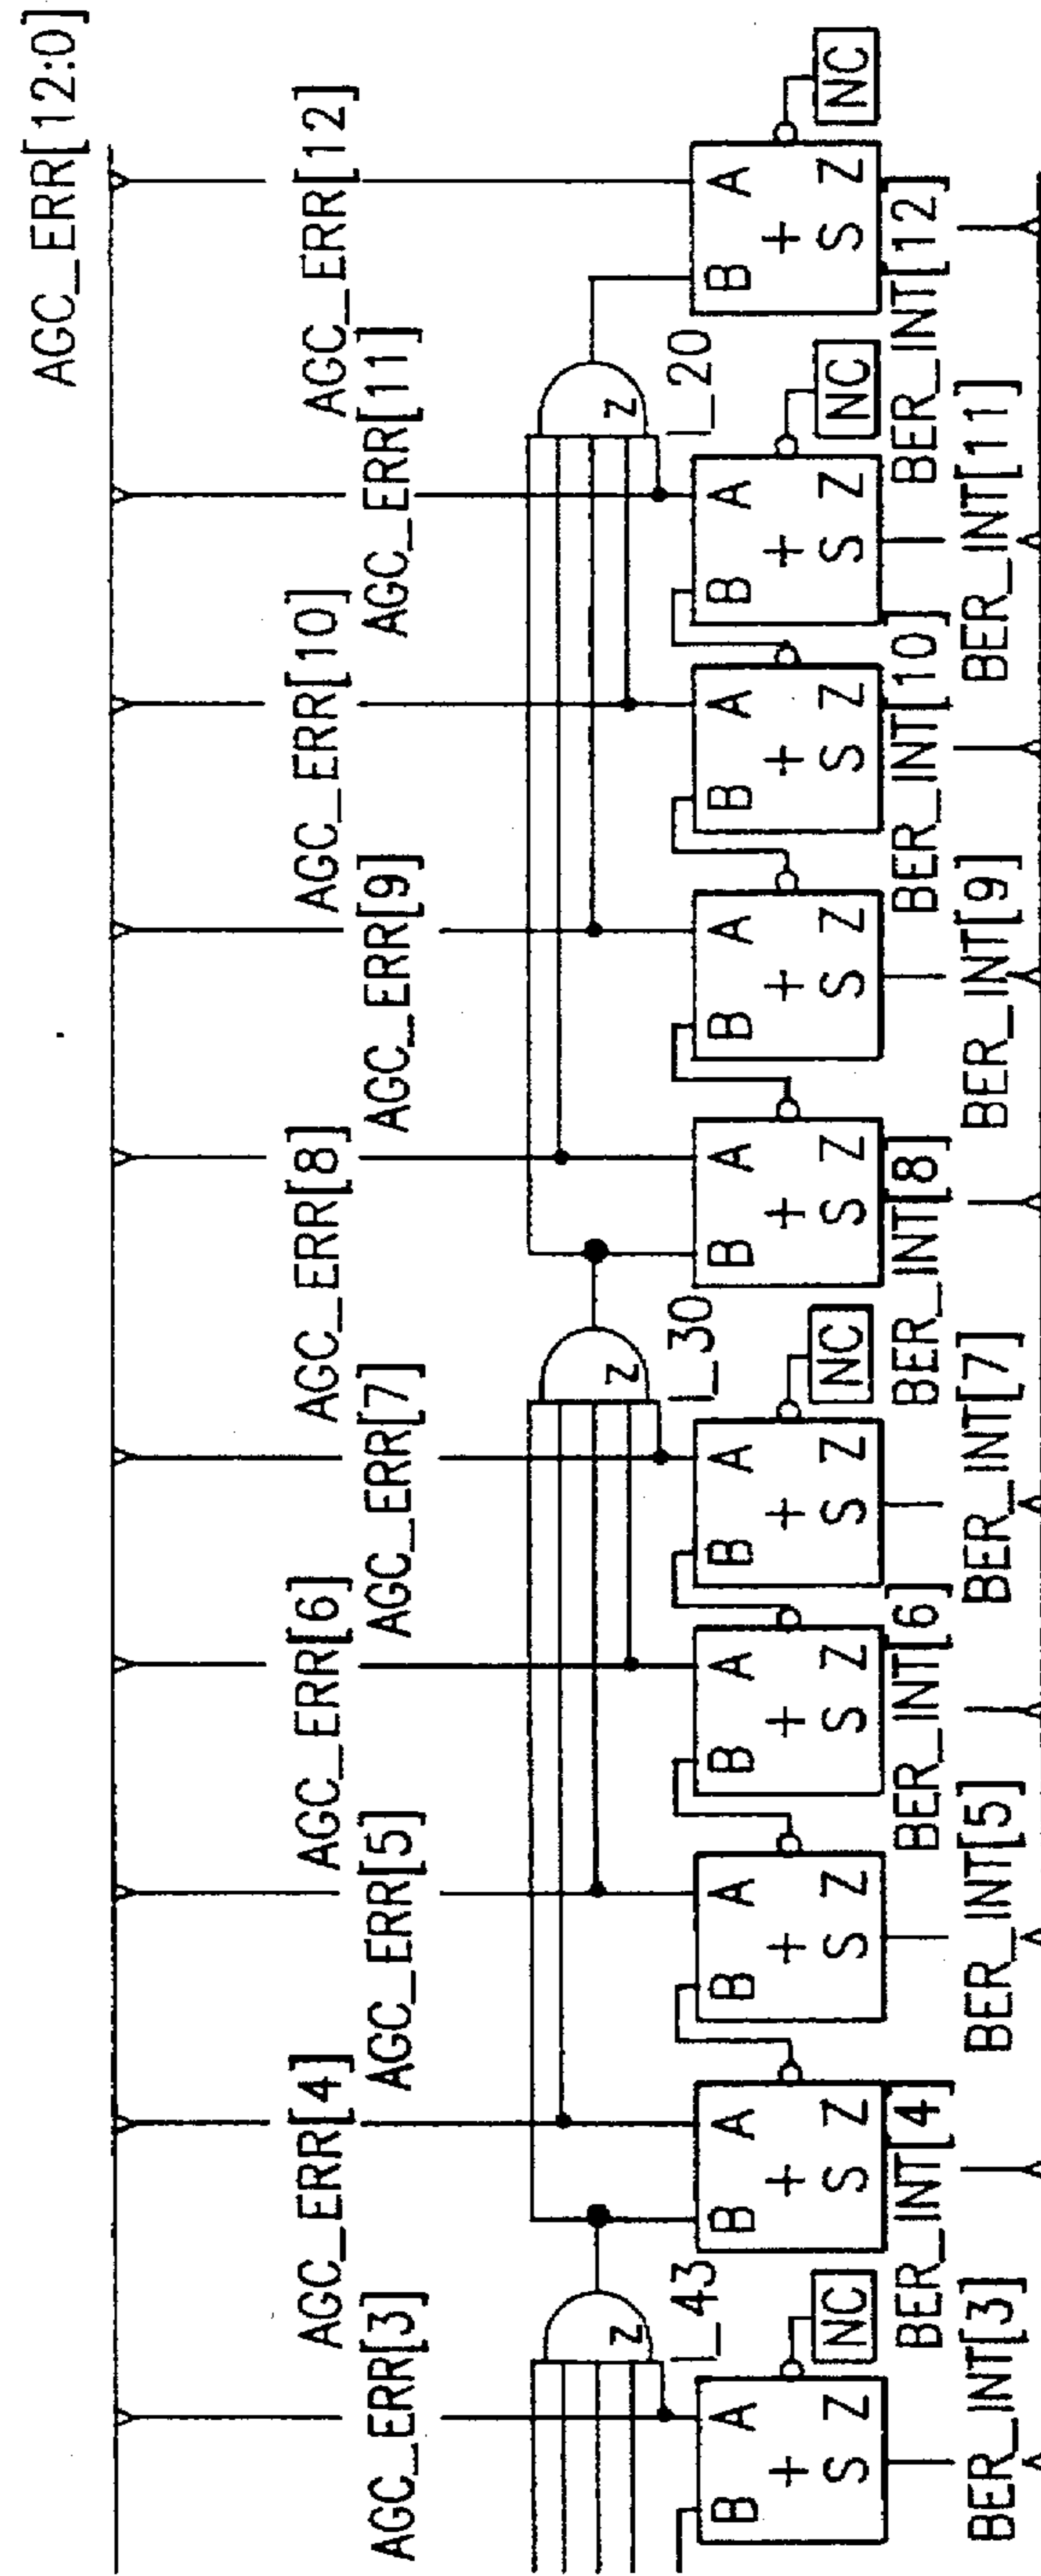 AGC_ERR[12:0]
AGC_ERR[3]
AGC_ERR[4]
AGC_ERR[5]
AGC_ERR[6]
AGC_ERR[7]
AGC_ERR[8]
AGC_ERR[9]
AGC_ERR[10]
AGC_ERR[11]
AGC_ERR[12]
Z
I_43
Z
I_30
Z
I_20
B A
+
S Z
NC
B A
+
S Z
B A
+
S Z
B A
+
S Z
B A
+
S Z
NC
B A
+
S Z
B A
+
S Z
B A
+
S Z
B A
+
S Z
NC
B A
+
S Z
NC
BER_INT[3]
BER_INT[4]
BER_INT[5]
BER_INT[6]
BER_INT[7]
BER_INT[8]
BER_INT[9]
BER_INT[10]
BER_INT[11]
BER_INT[12]